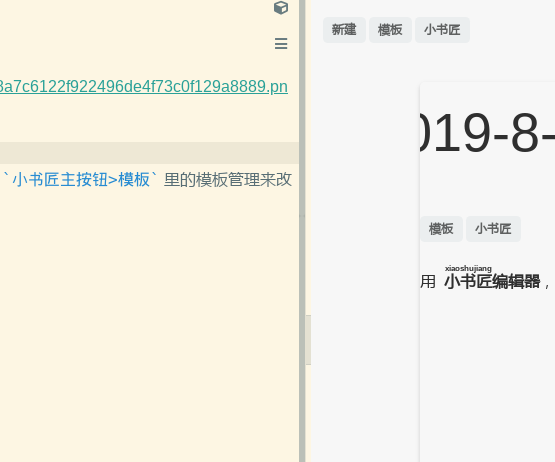 3a7c6122f922496de4f73c0f129a8889.pn
`小书匠主按钮>模板` 里的模板管理来改
新建 模板 小书匠
019-8-
模板 小书匠
xiaoshujiang
用 小书匠编辑器，